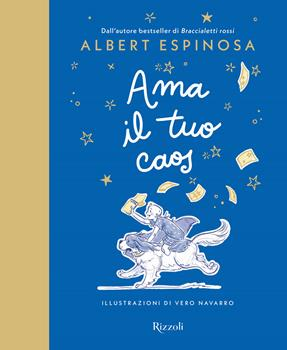 Dall'autore bestseller di Braccialetti rossi
ALBERT ESPINOSA
Ama
il tuo
caos
ILLUSTRAZIONI DI VERO NAVARRO
Rizzoli